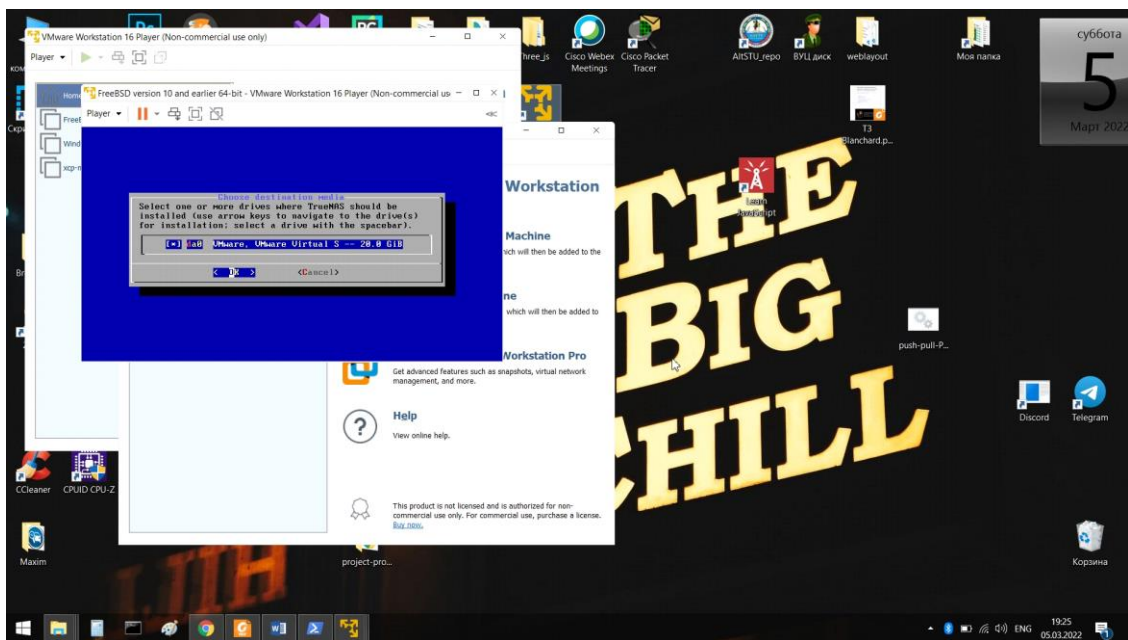 VMware Workstation 16 Player (Non-commercial use only)
Player
FreeBSD version 10 and earlier 64-bit - VMware Workstation 16 Player (Non-commercial us
Player
Choose destination media
Select one or more drives where TrueNAS should be
installed (use arrow keys to navigate to the drive(s)
for installation; select a drive with the spacebar).
[*] da0 VMware, VMware Virtual S -- 20.0 GiB
< OK > <Cancel>
Workstation
Machine
which will then be added to the
which will then be added to
Workstation Pro
Get advanced features such as snapshots, virtual network
management, and more.
Help
View online help.
This product is not licensed and is authorized for non-
commercial use only. For commercial use, purchase a license.
Buy now.
Cisco Webex
Meetings
Cisco Packet
Tracer
AltSTU_repo
ВУЦ диск
weblayout
Моя папка
ТЗ
Blanchard.p...
Learn
JavaScript
push-pull-P...
Discord
Telegram
Корзина
CCleaner
CPUID CPU-Z
Maxim
project-pro...
суббота
5
Март 2022
THE
BIG
CHILL
ENG
19:25
05.03.2022